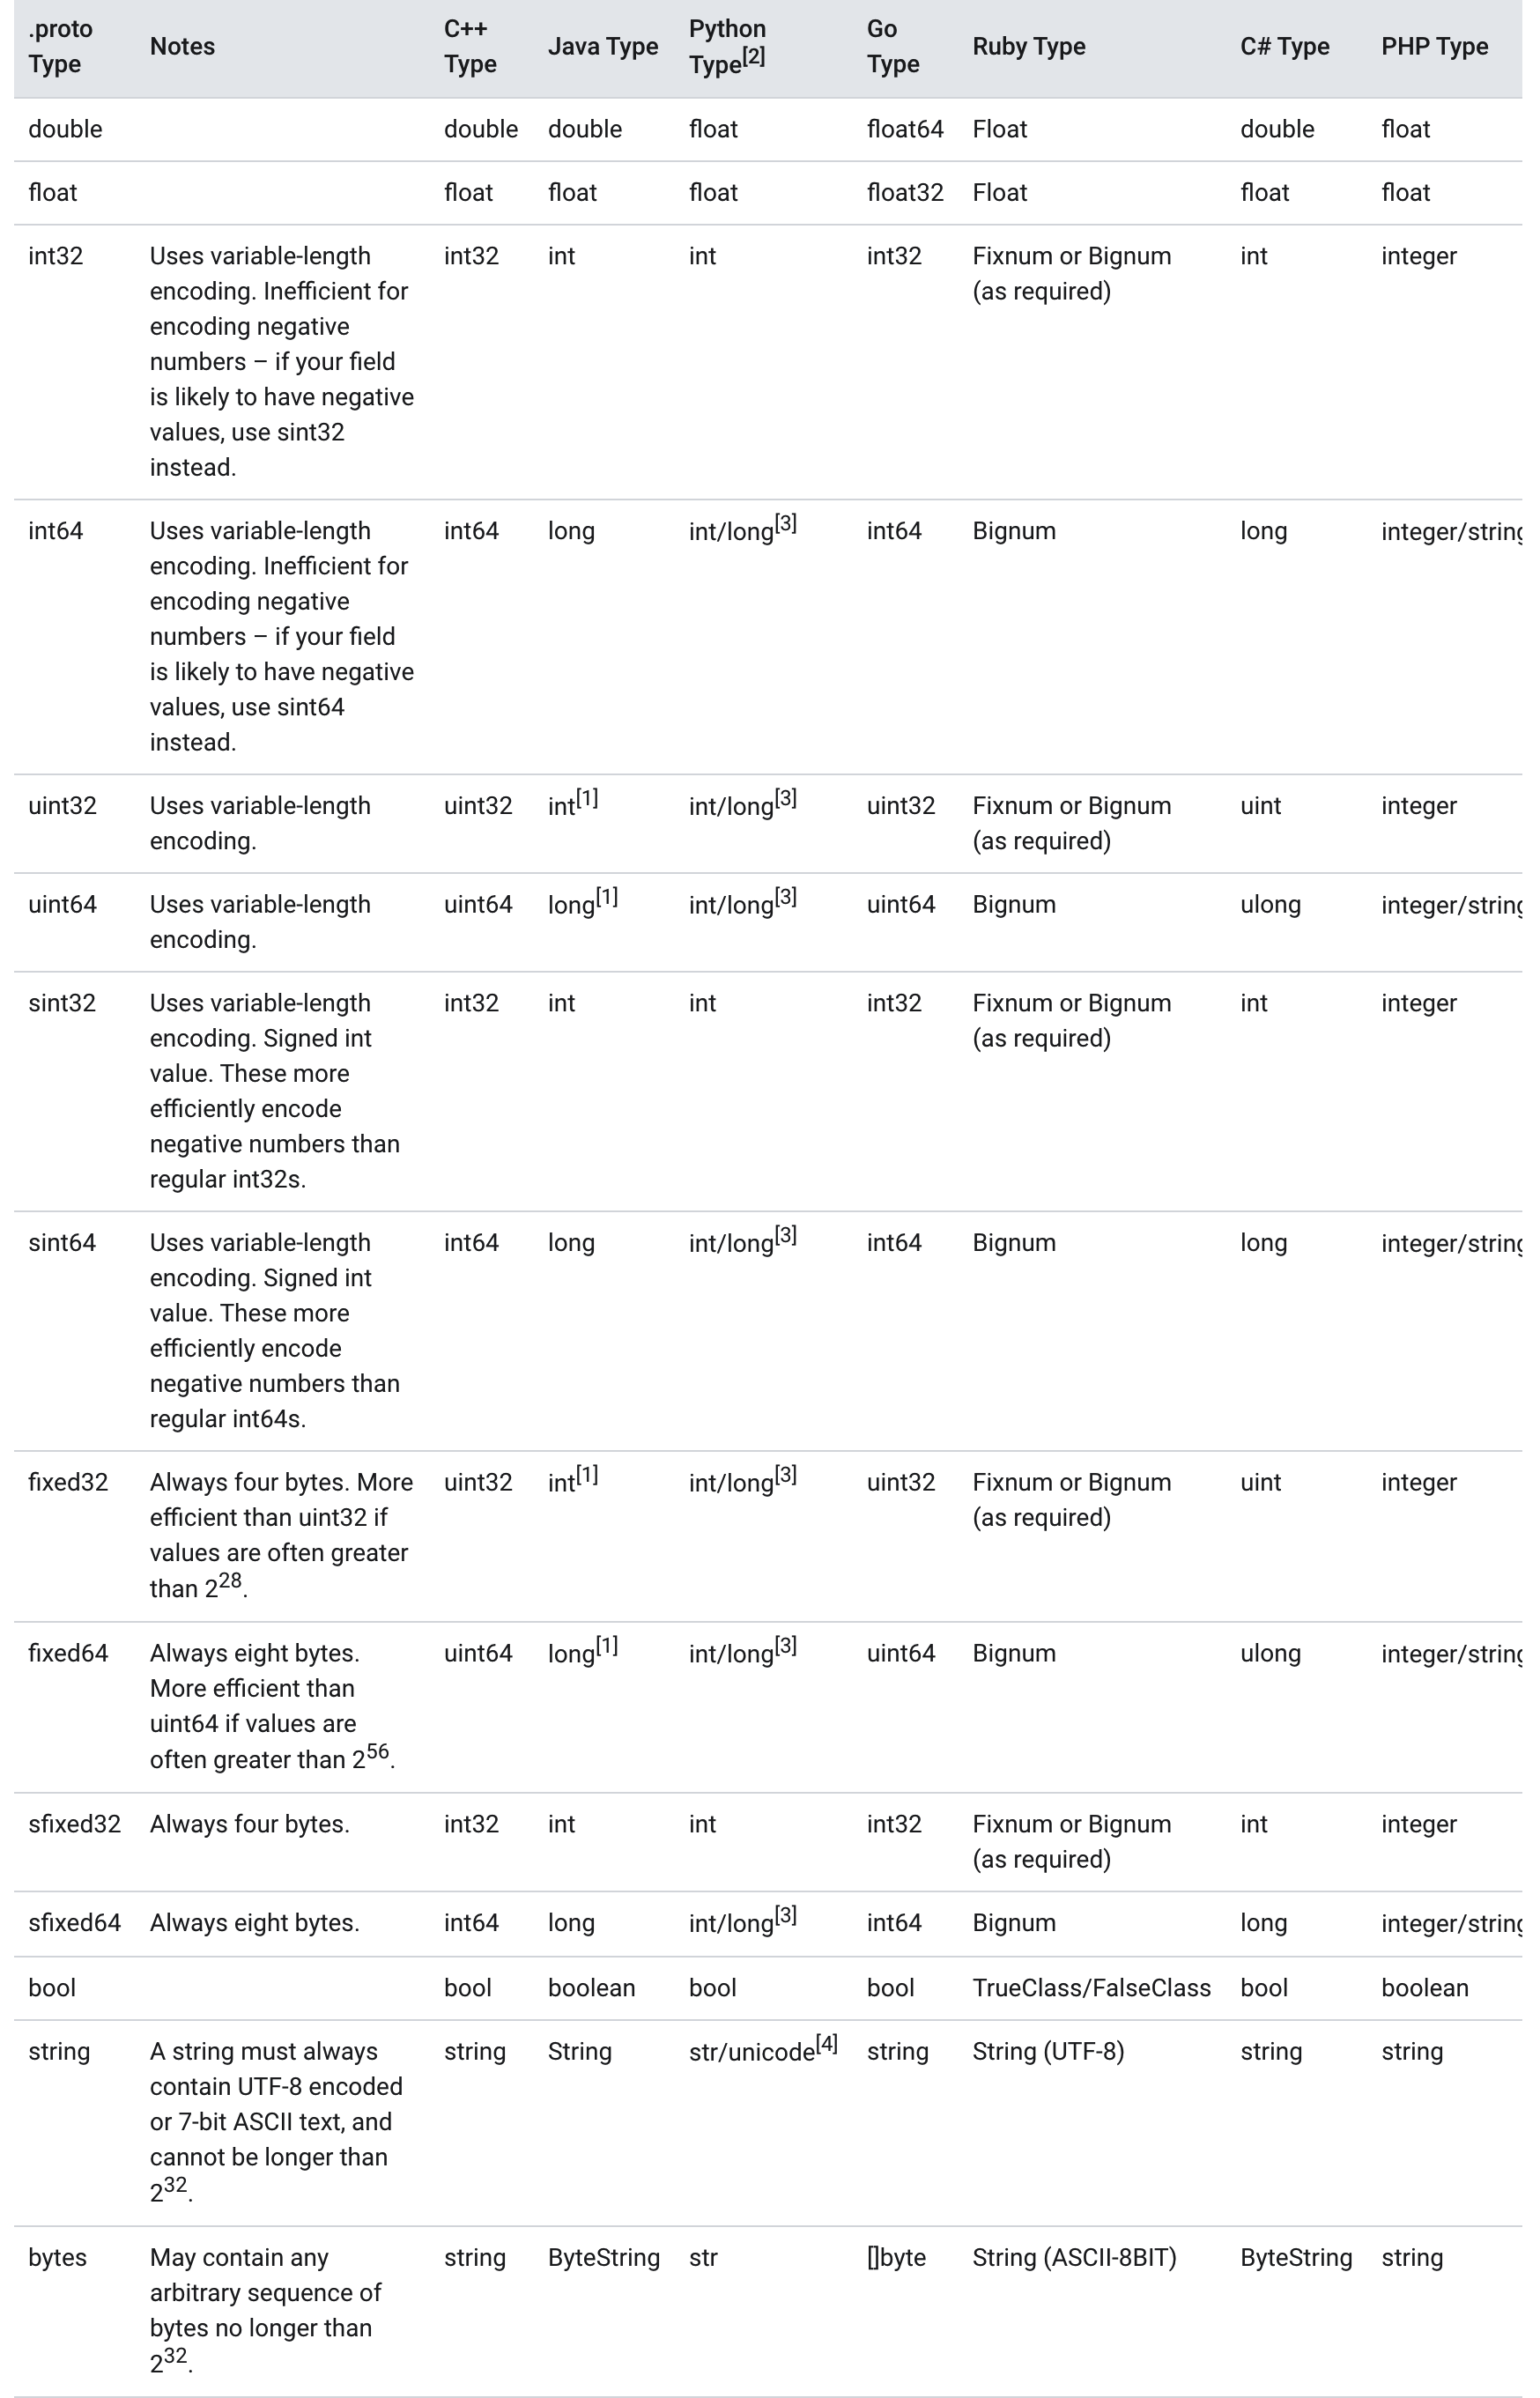 .proto Type Notes C++ Type Java Type Python Type[2] Go Type Ruby Type C# Type PHP Type
double double double float float64 Float double float
float float float float float32 Float float float
int32 Uses variable-length int32 int int int32 Fixnum or Bignum int integer
encoding. Inefficient for (as required)
encoding negative
numbers – if your field
is likely to have negative
values, use sint32
instead.
int64 Uses variable-length int64 long int/long[3] int64 Bignum long integer/string
encoding. Inefficient for
encoding negative
numbers – if your field
is likely to have negative
values, use sint64
instead.
uint32 Uses variable-length uint32 int[1] int/long[3] uint32 Fixnum or Bignum uint integer
encoding. (as required)
uint64 Uses variable-length uint64 long[1] int/long[3] uint64 Bignum ulong integer/string
encoding.
sint32 Uses variable-length int32 int int int32 Fixnum or Bignum int integer
encoding. Signed int (as required)
value. These more
efficiently encode
negative numbers than
regular int32s.
sint64 Uses variable-length int64 long int/long[3] int64 Bignum long integer/string
encoding. Signed int
value. These more
efficiently encode
negative numbers than
regular int64s.
fixed32 Always four bytes. More uint32 int[1] int/long[3] uint32 Fixnum or Bignum uint integer
efficient than uint32 if (as required)
values are often greater
than 2^28.
fixed64 Always eight bytes. uint64 long[1] int/long[3] uint64 Bignum ulong integer/string
More efficient than
uint64 if values are
often greater than 2^56.
sfixed32 Always four bytes. int32 int int int32 Fixnum or Bignum int integer
(as required)
sfixed64 Always eight bytes. int64 long int/long[3] int64 Bignum long integer/string
bool bool boolean bool bool TrueClass/FalseClass bool boolean
string A string must always string String str/unicode[4] string String (UTF-8) string string
contain UTF-8 encoded
or 7-bit ASCII text, and
cannot be longer than
2^32.
bytes May contain any string ByteString str []byte String (ASCII-8BIT) ByteString string
arbitrary sequence of
bytes no longer than
2^32.